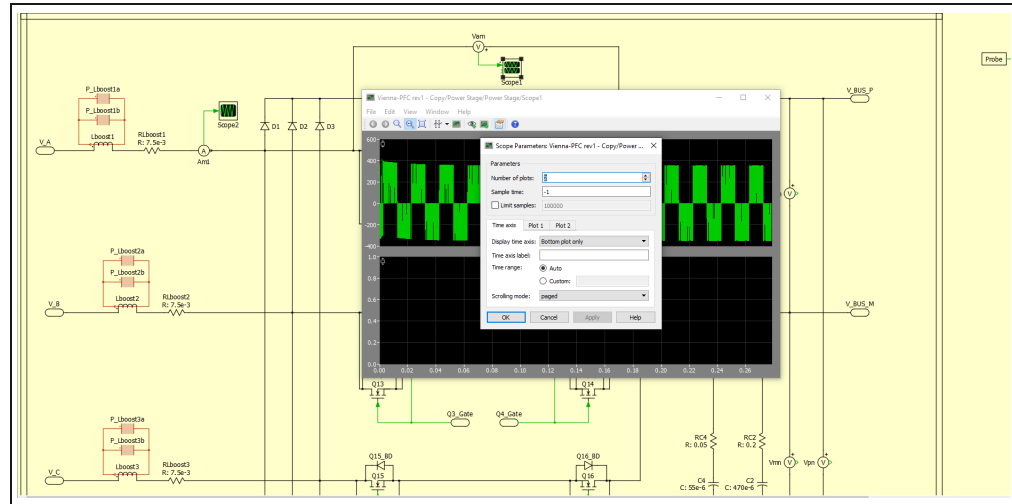 Vam
Scope1
Probe
P_Lboost1a
P_Lboost1b
Lboost1
RLboost1
R: 7.5e-3
V_A
Scope2
Am1
D1
D2
D3
V_BUS_P
Vienna-PFC rev1 - Copy/Power Stage/Power Stage/Scope1
File Edit View Window Help
600
400
200
0
-200
-400
1.0
0.8
0.6
0.4
0.2
0.0
0.00 0.02 0.04 0.06 0.08 0.10 0.12 0.14 0.16 0.18 0.20 0.22 0.24 0.26
Scope Parameters: Vienna-PFC rev1 - Copy/Power ...
Parameters
Number of plots:
Sample time: -1
Limit samples: 100000
Time axis Plot 1 Plot 2
Display time axis: Bottom plot only
Time axis label:
Time range: Auto
Custom:
Scrolling mode: paged
OK Cancel Apply Help
P_Lboost2a
P_Lboost2b
Lboost2
RLboost2
R: 7.5e-3
V_B
V_BUS_M
Q13
Q14
Q3_Gate
Q4_Gate
P_Lboost3a
P_Lboost3b
Lboost3
RLboost3
R: 7.5e-3
V_C
Q15_BD
Q15
Q16_BD
Q16
RC4
R: 0.05
RC2
R: 0.2
Vmn
Vpn
C4
C: 55e-6
C2
C: 470e-6